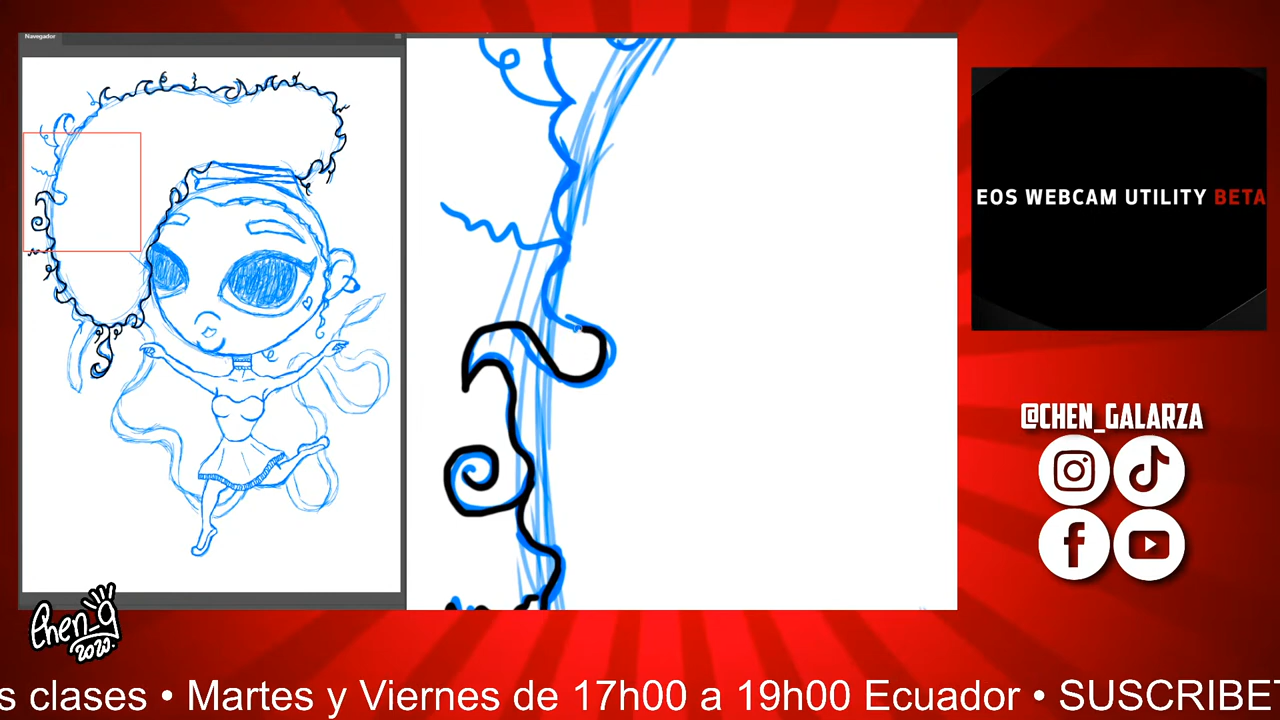 Navegador
EOS WEBCAM UTILITY BETA
@CHEN_GALARZA
Chen_g
2020.
s clases • Martes y Viernes de 17h00 a 19h00 Ecuador • SUSCRIBET